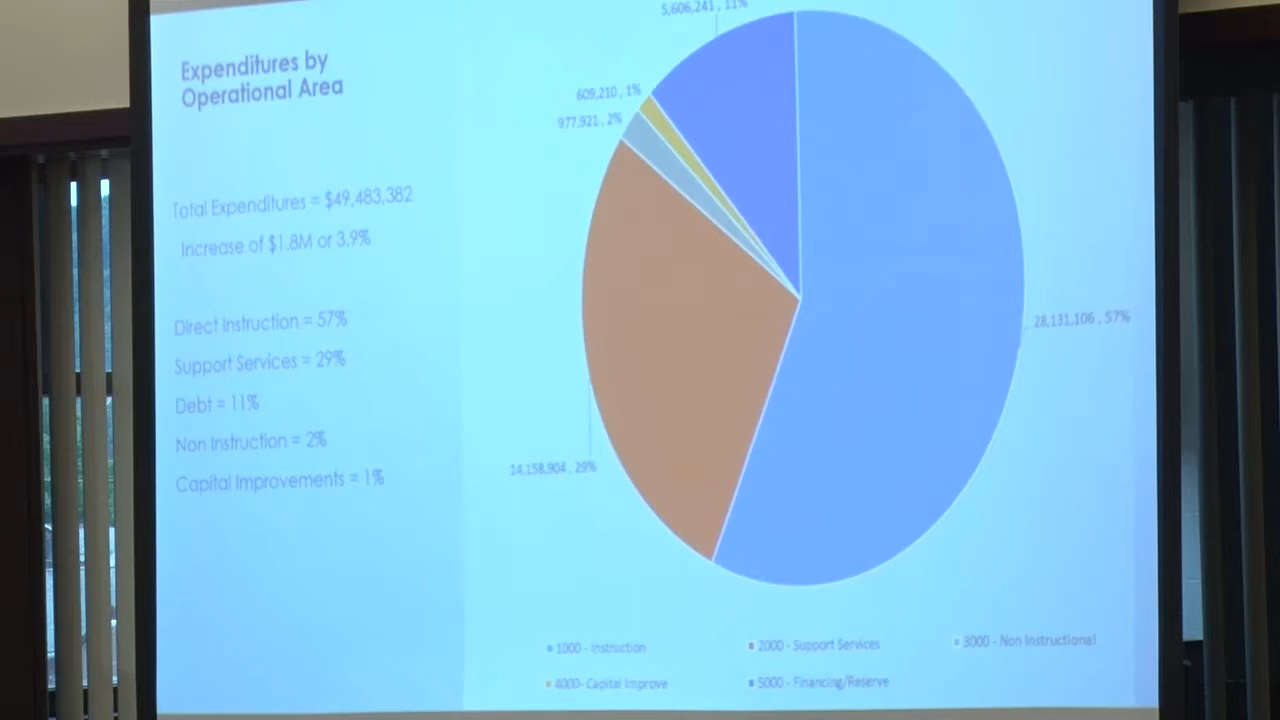 Expenditures by
Operational Area
Total Expenditures = $49,483,382
Increase of $1.8M or 3.9%
Direct Instruction = 57%
Support Services = 29%
Debt = 11%
Non Instruction = 2%
Capital Improvements = 1%
5,606,241 , 11%
609,210 , 1%
977,921 , 2%
28,131,106 , 57%
14,158,904 , 29%
1000 - Instruction
2000 - Support Services
3000 - Non Instructional
4000- Capital Improve
5000 - Financing/Reserve